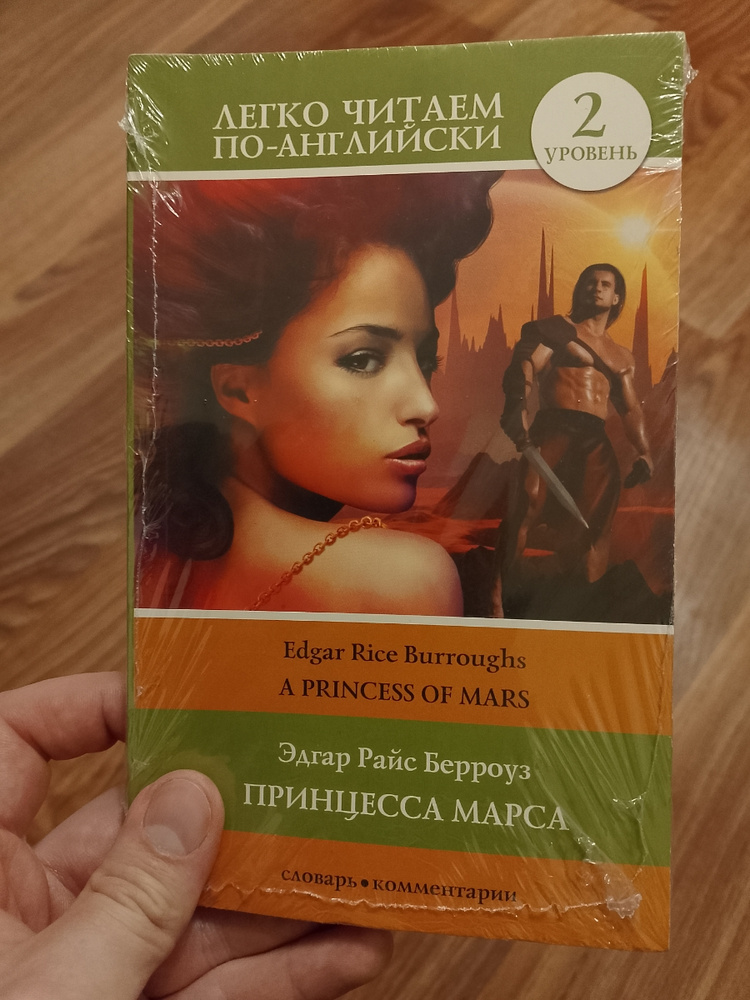 ЛЕГКО ЧИТАЕМ
ПО-АНГЛИЙСКИ
2
УРОВЕНЬ
Edgar Rice Burroughs
A PRINCESS OF MARS
Эдгар Райс Берроуз
ПРИНЦЕССА МАРСА
словарь • комментарии